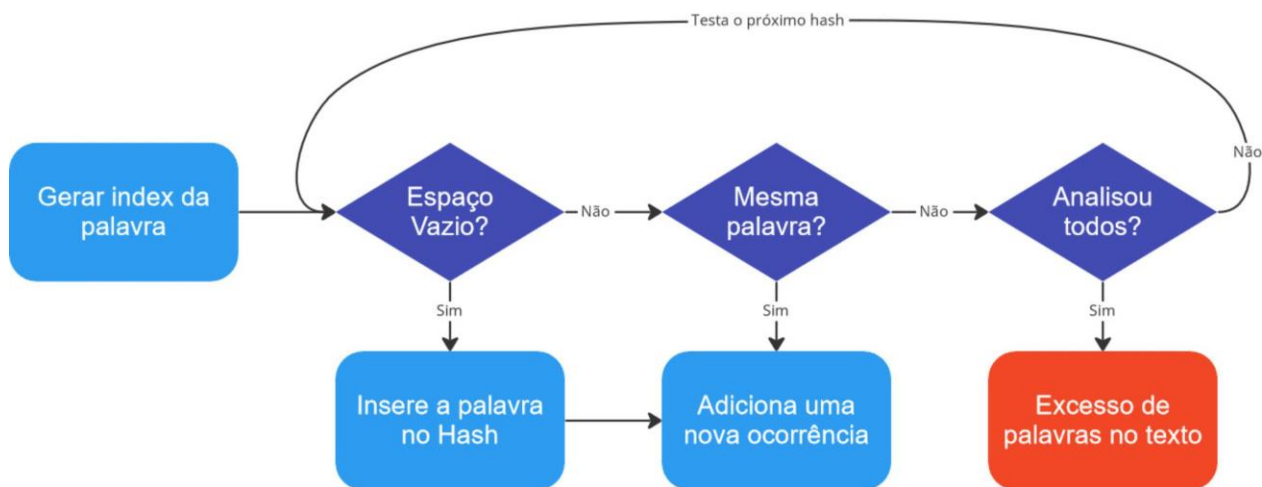 Testa o próximo hash
Gerar index da
palavra
Espaço
Vazio?
Não
Mesma
palavra?
Não
Analisou
todos?
Não
Sim
Sim
Sim
Insere a palavra
no Hash
Adiciona uma
nova ocorrência
Excesso de
palavras no texto